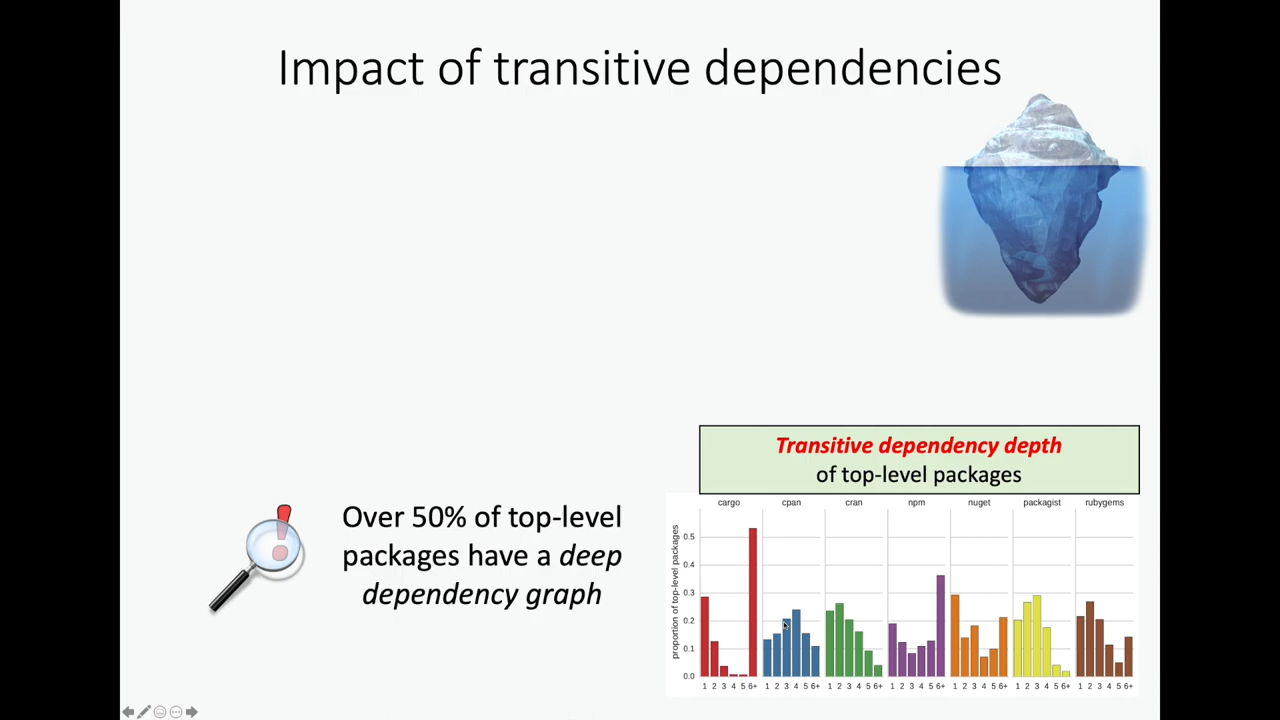 Impact of transitive dependencies
Transitive dependency depth
of top-level packages
Over 50% of top-level
packages have a deep
dependency graph
cargo cpan cran npm nuget packagist rubygems
proportion of top-level packages
0.5
0.4
0.3
0.2
0.1
0.0
1 2 3 4 5 6+ 1 2 3 4 5 6+ 1 2 3 4 5 6+ 1 2 3 4 5 6+ 1 2 3 4 5 6+ 1 2 3 4 5 6+ 1 2 3 4 5 6+